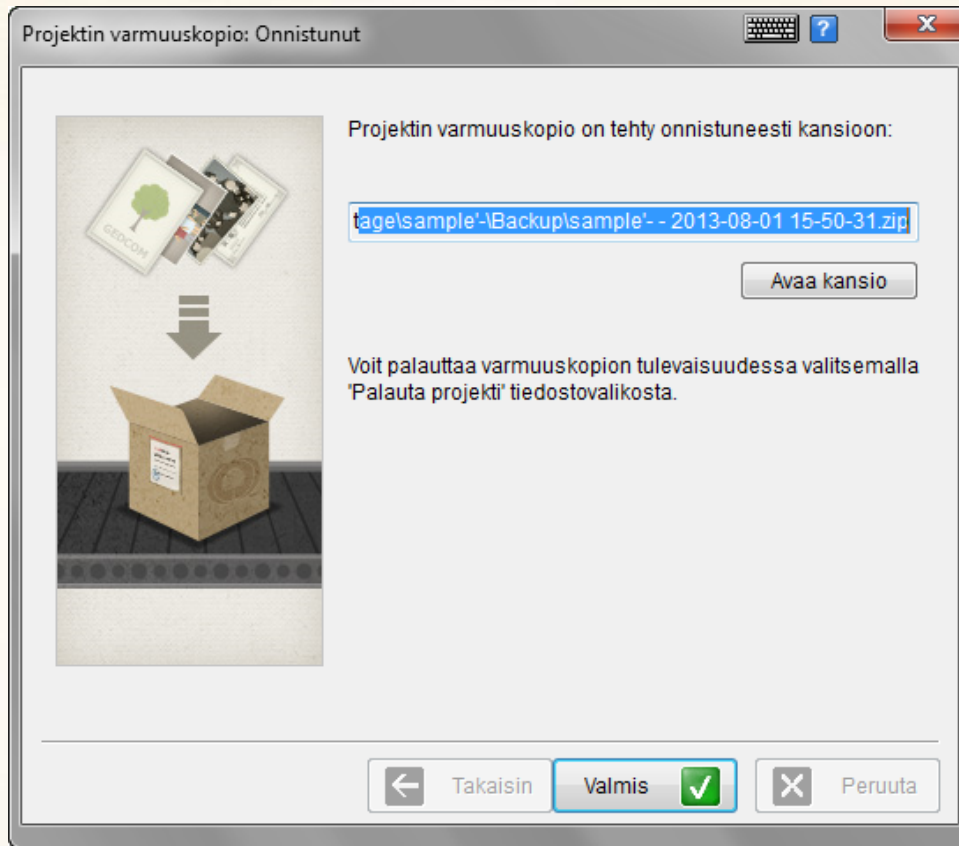 Projektin varmuuskopio: Onnistunut
?
Projektin varmuuskopio on tehty onnistuneesti kansioon:
GEDCOM
tage\sample'-\Backup\sample'- - 2013-08-01 15-50-31.zip
Avaa kansio
Voit palauttaa varmuuskopion tulevaisuudessa valitsemalla
'Palauta projekti' tiedostovalikosta.
Takaisin
Valmis
Peruuta